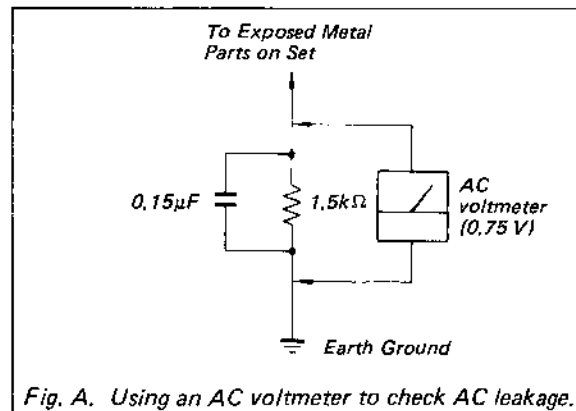 To Exposed Metal
Parts on Set
0.15µF
1.5kΩ
AC
voltmeter
(0.75 V)
Earth Ground
Fig. A. Using an AC voltmeter to check AC leakage.